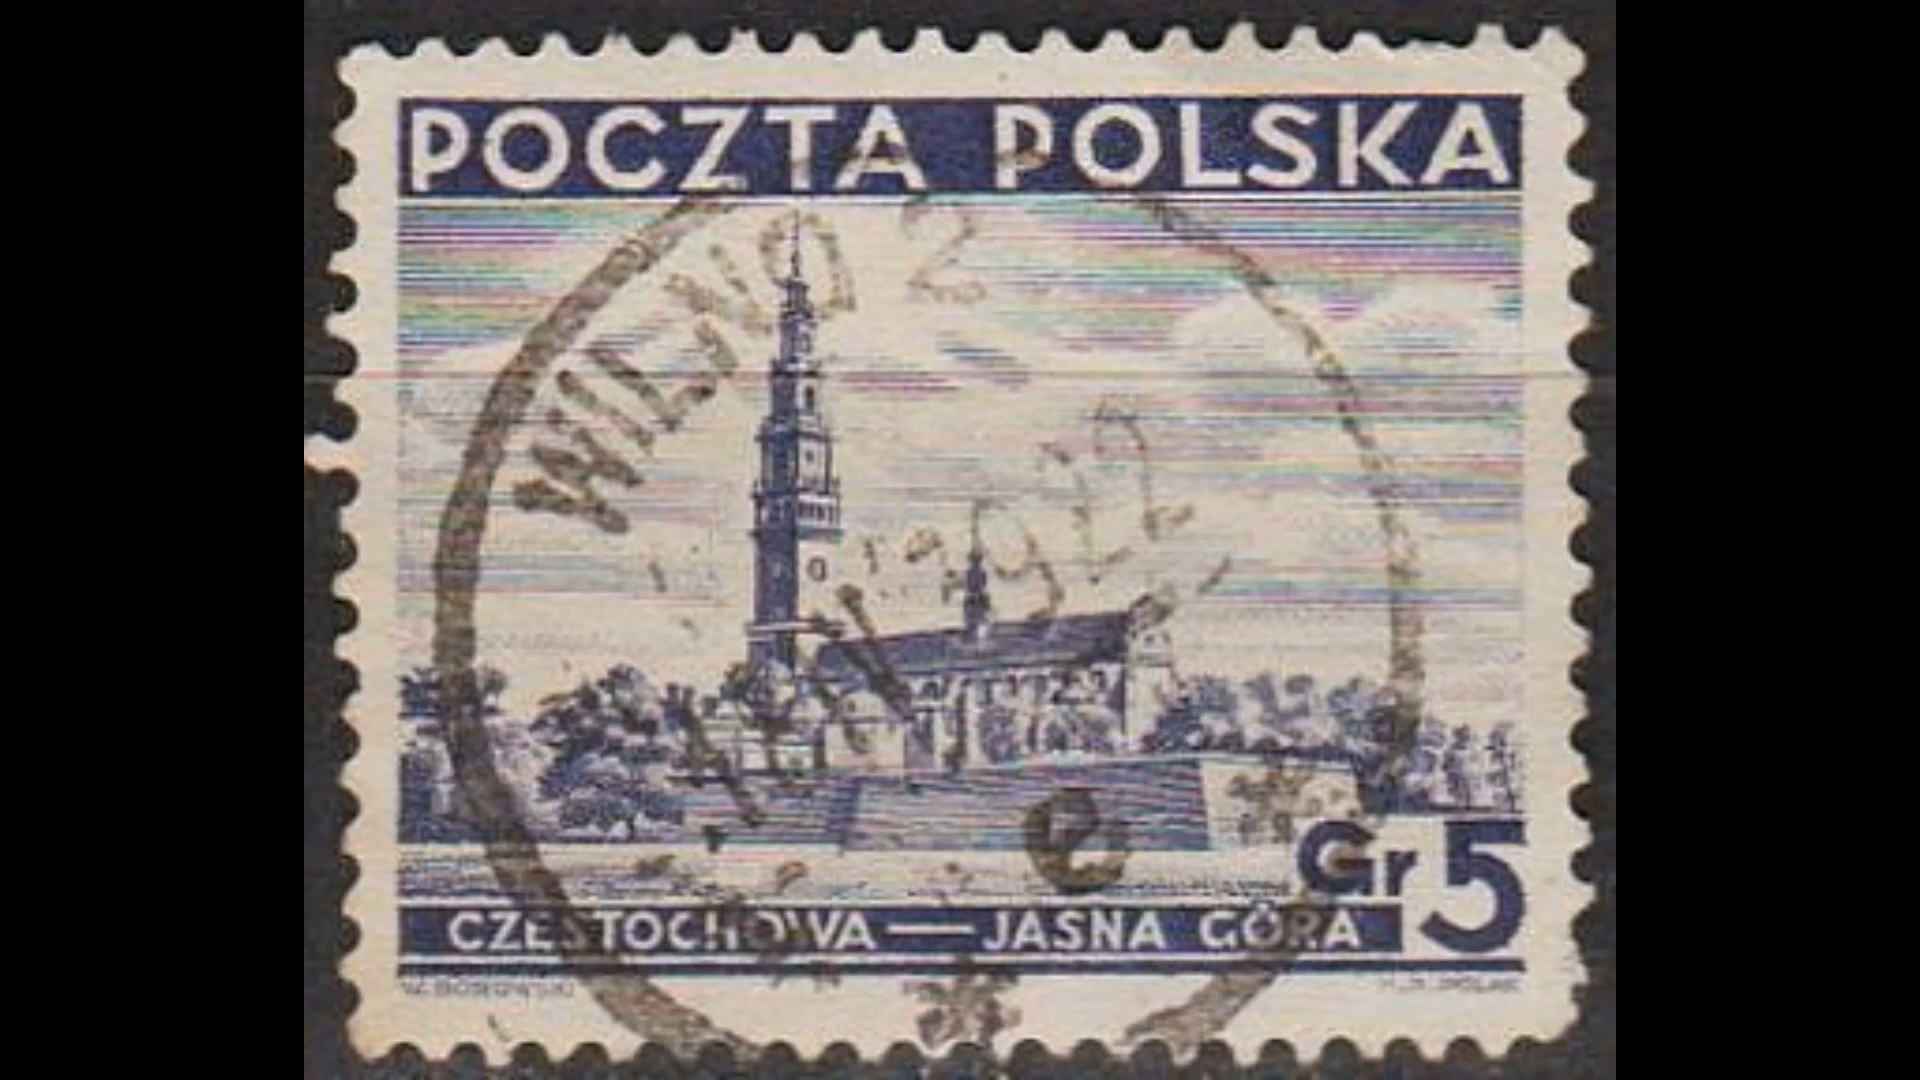 POCZTA POLSKA
WILNO 2
e
Gr 5
CZĘSTOCHOWA — JASNA GÓRA